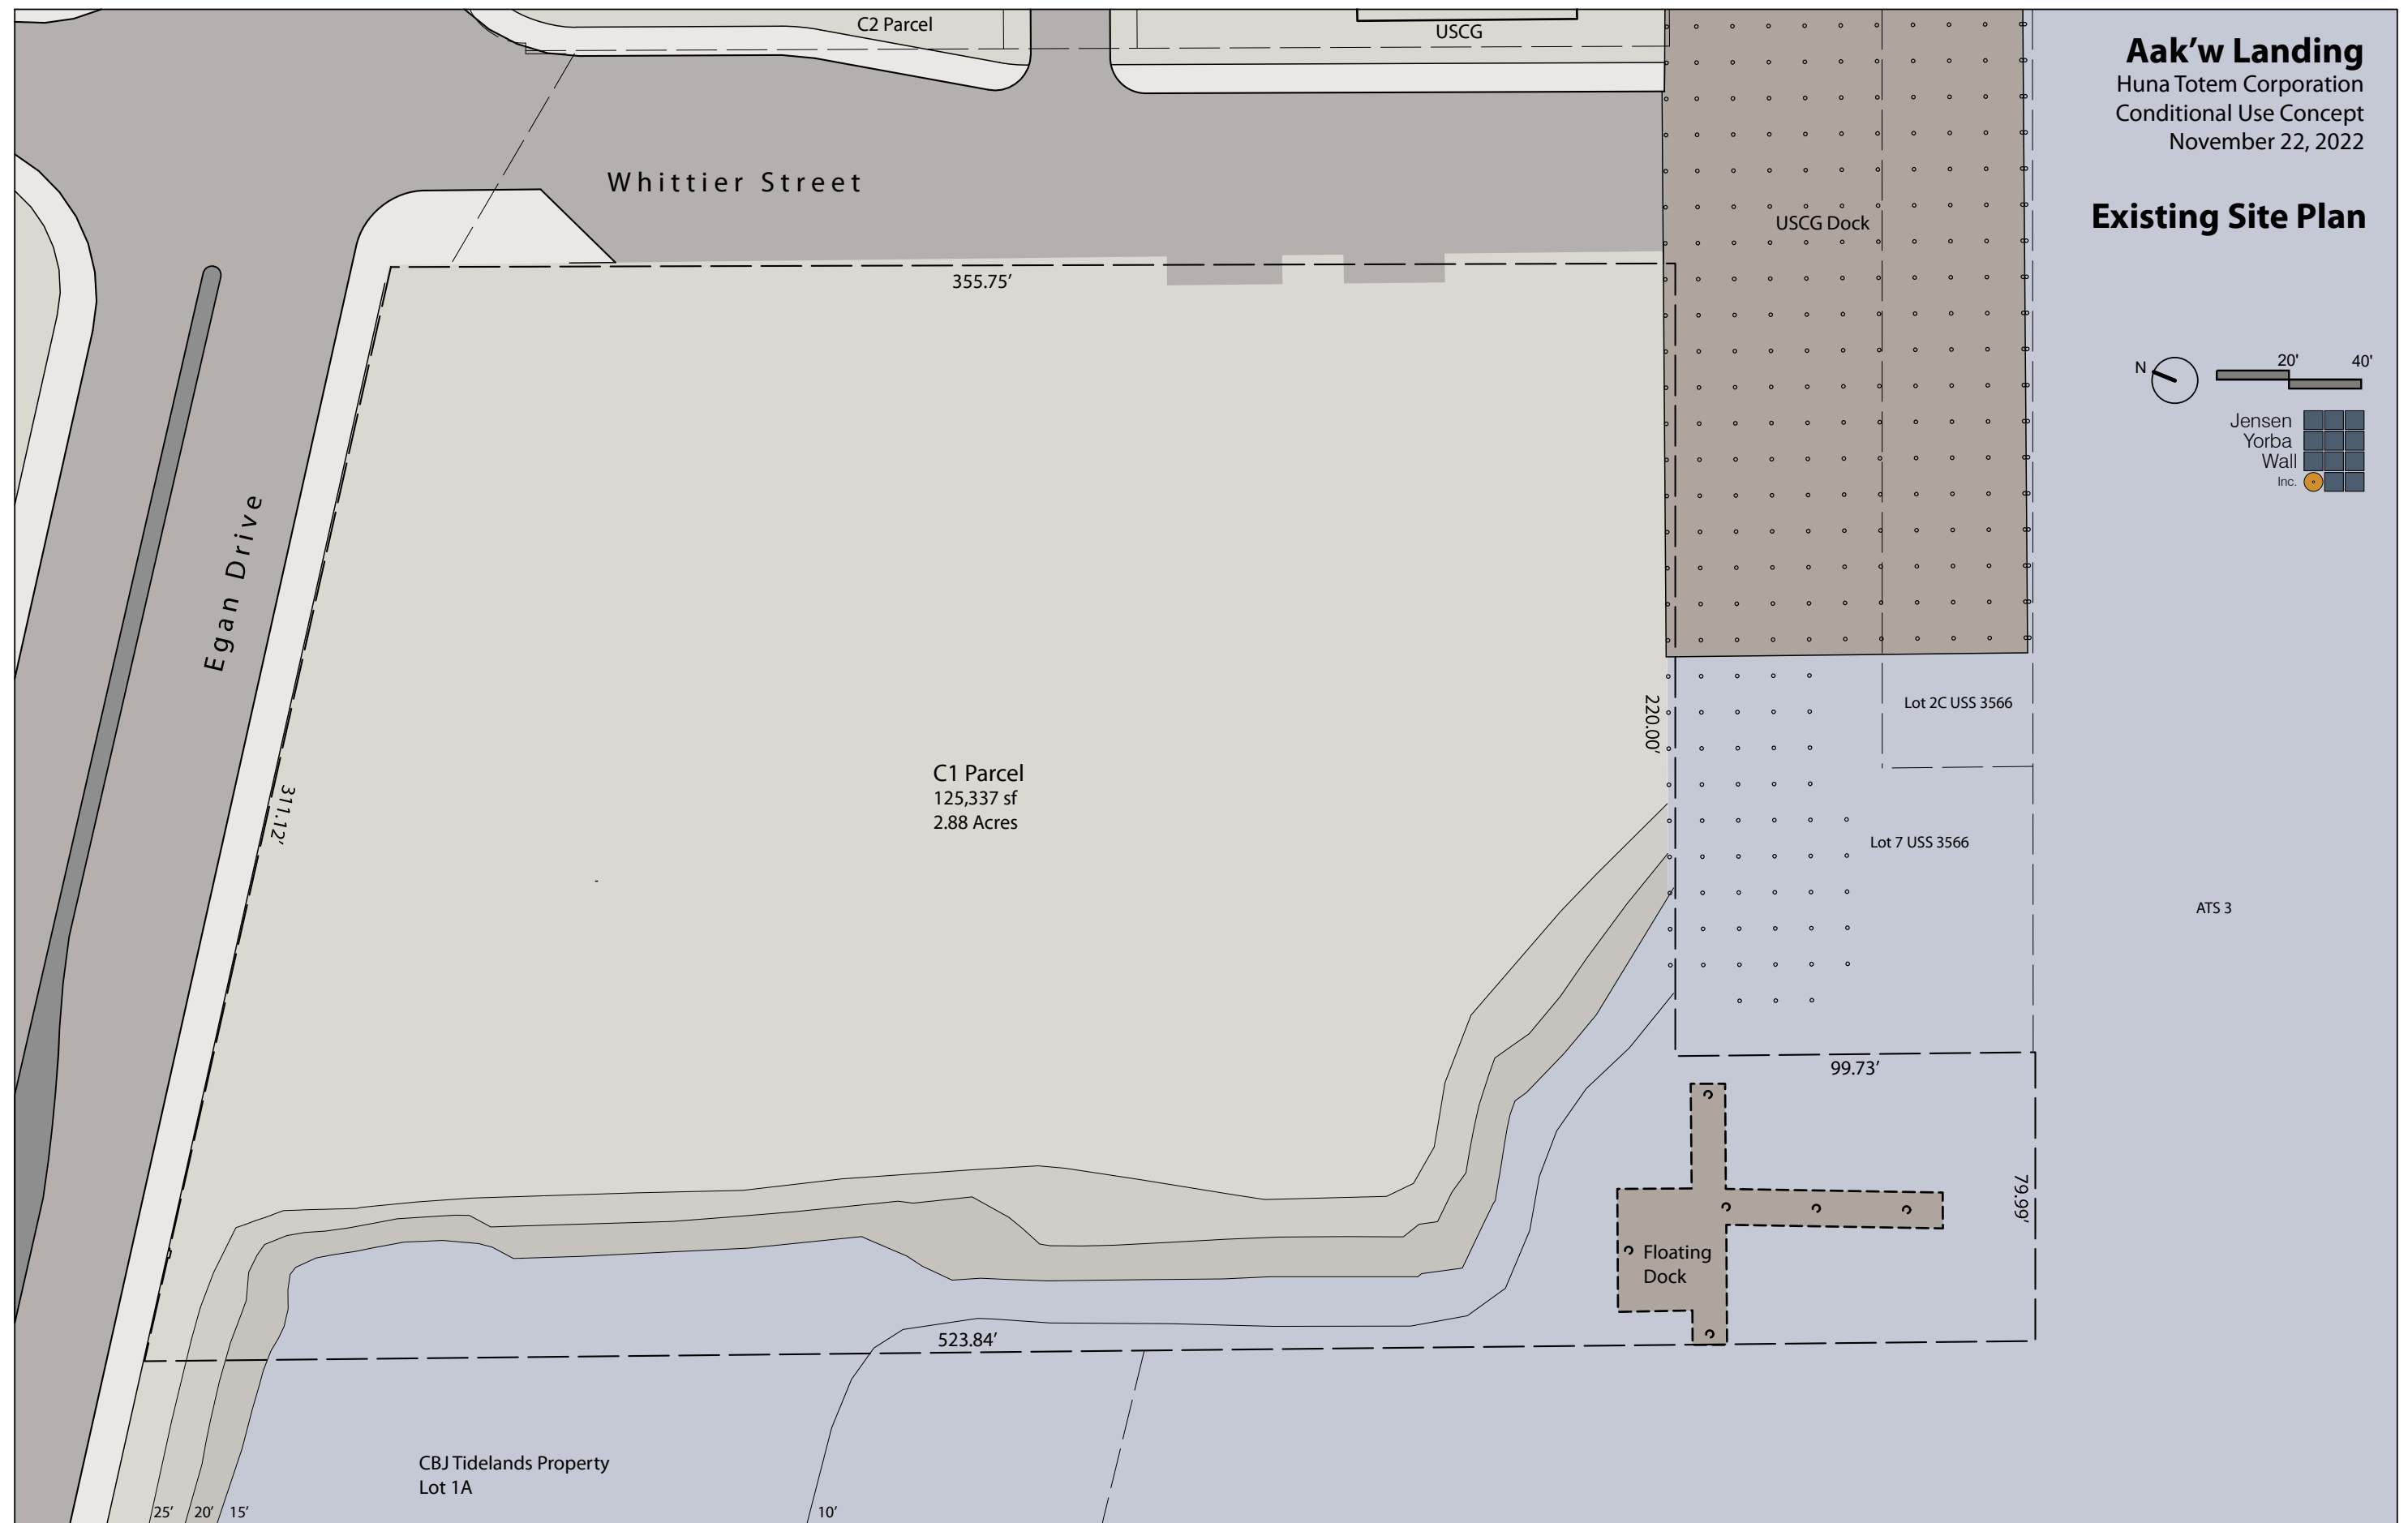 C2 Parcel
USCG
Aak’w Landing
Huna Totem Corporation
Conditional Use Concept
November 22, 2022
Existing Site Plan
Whittier Street
USCG Dock
355.75’
N
20'
40'
Jensen
Yorba
Wall
Inc.
Egan Drive
220.00’
Lot 2C USS 3566
311.12’
C1 Parcel
125,337 sf
2.88 Acres
Lot 7 USS 3566
ATS 3
99.73’
79.99’
Floating
Dock
523.84’
CBJ Tidelands Property
Lot 1A
25’
20’
15’
10’